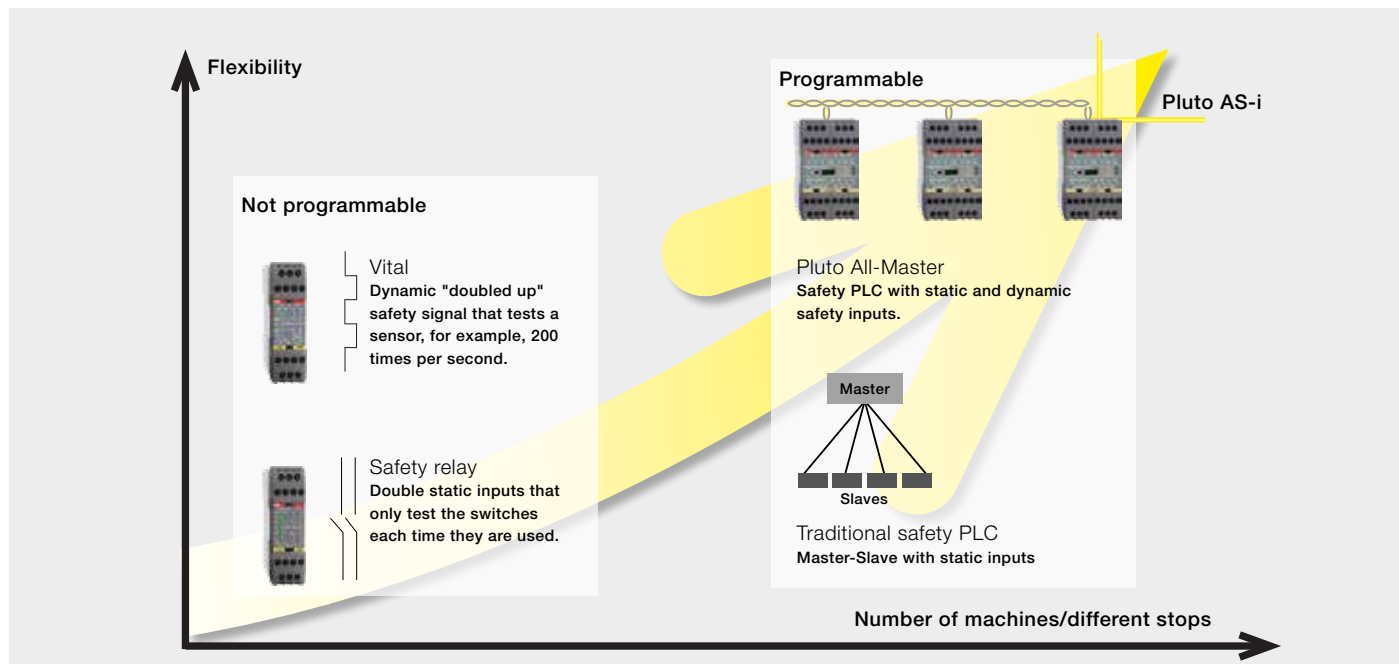 Flexibility
Programmable
Pluto AS-i
Not programmable
Vital
Dynamic "doubled up"
safety signal that tests a
sensor, for example, 200
times per second.
Pluto All-Master
Safety PLC with static and dynamic
safety inputs.
Master
Safety relay
Double static inputs that
only test the switches
each time they are used.
Slaves
Traditional safety PLC
Master-Slave with static inputs
Number of machines/different stops